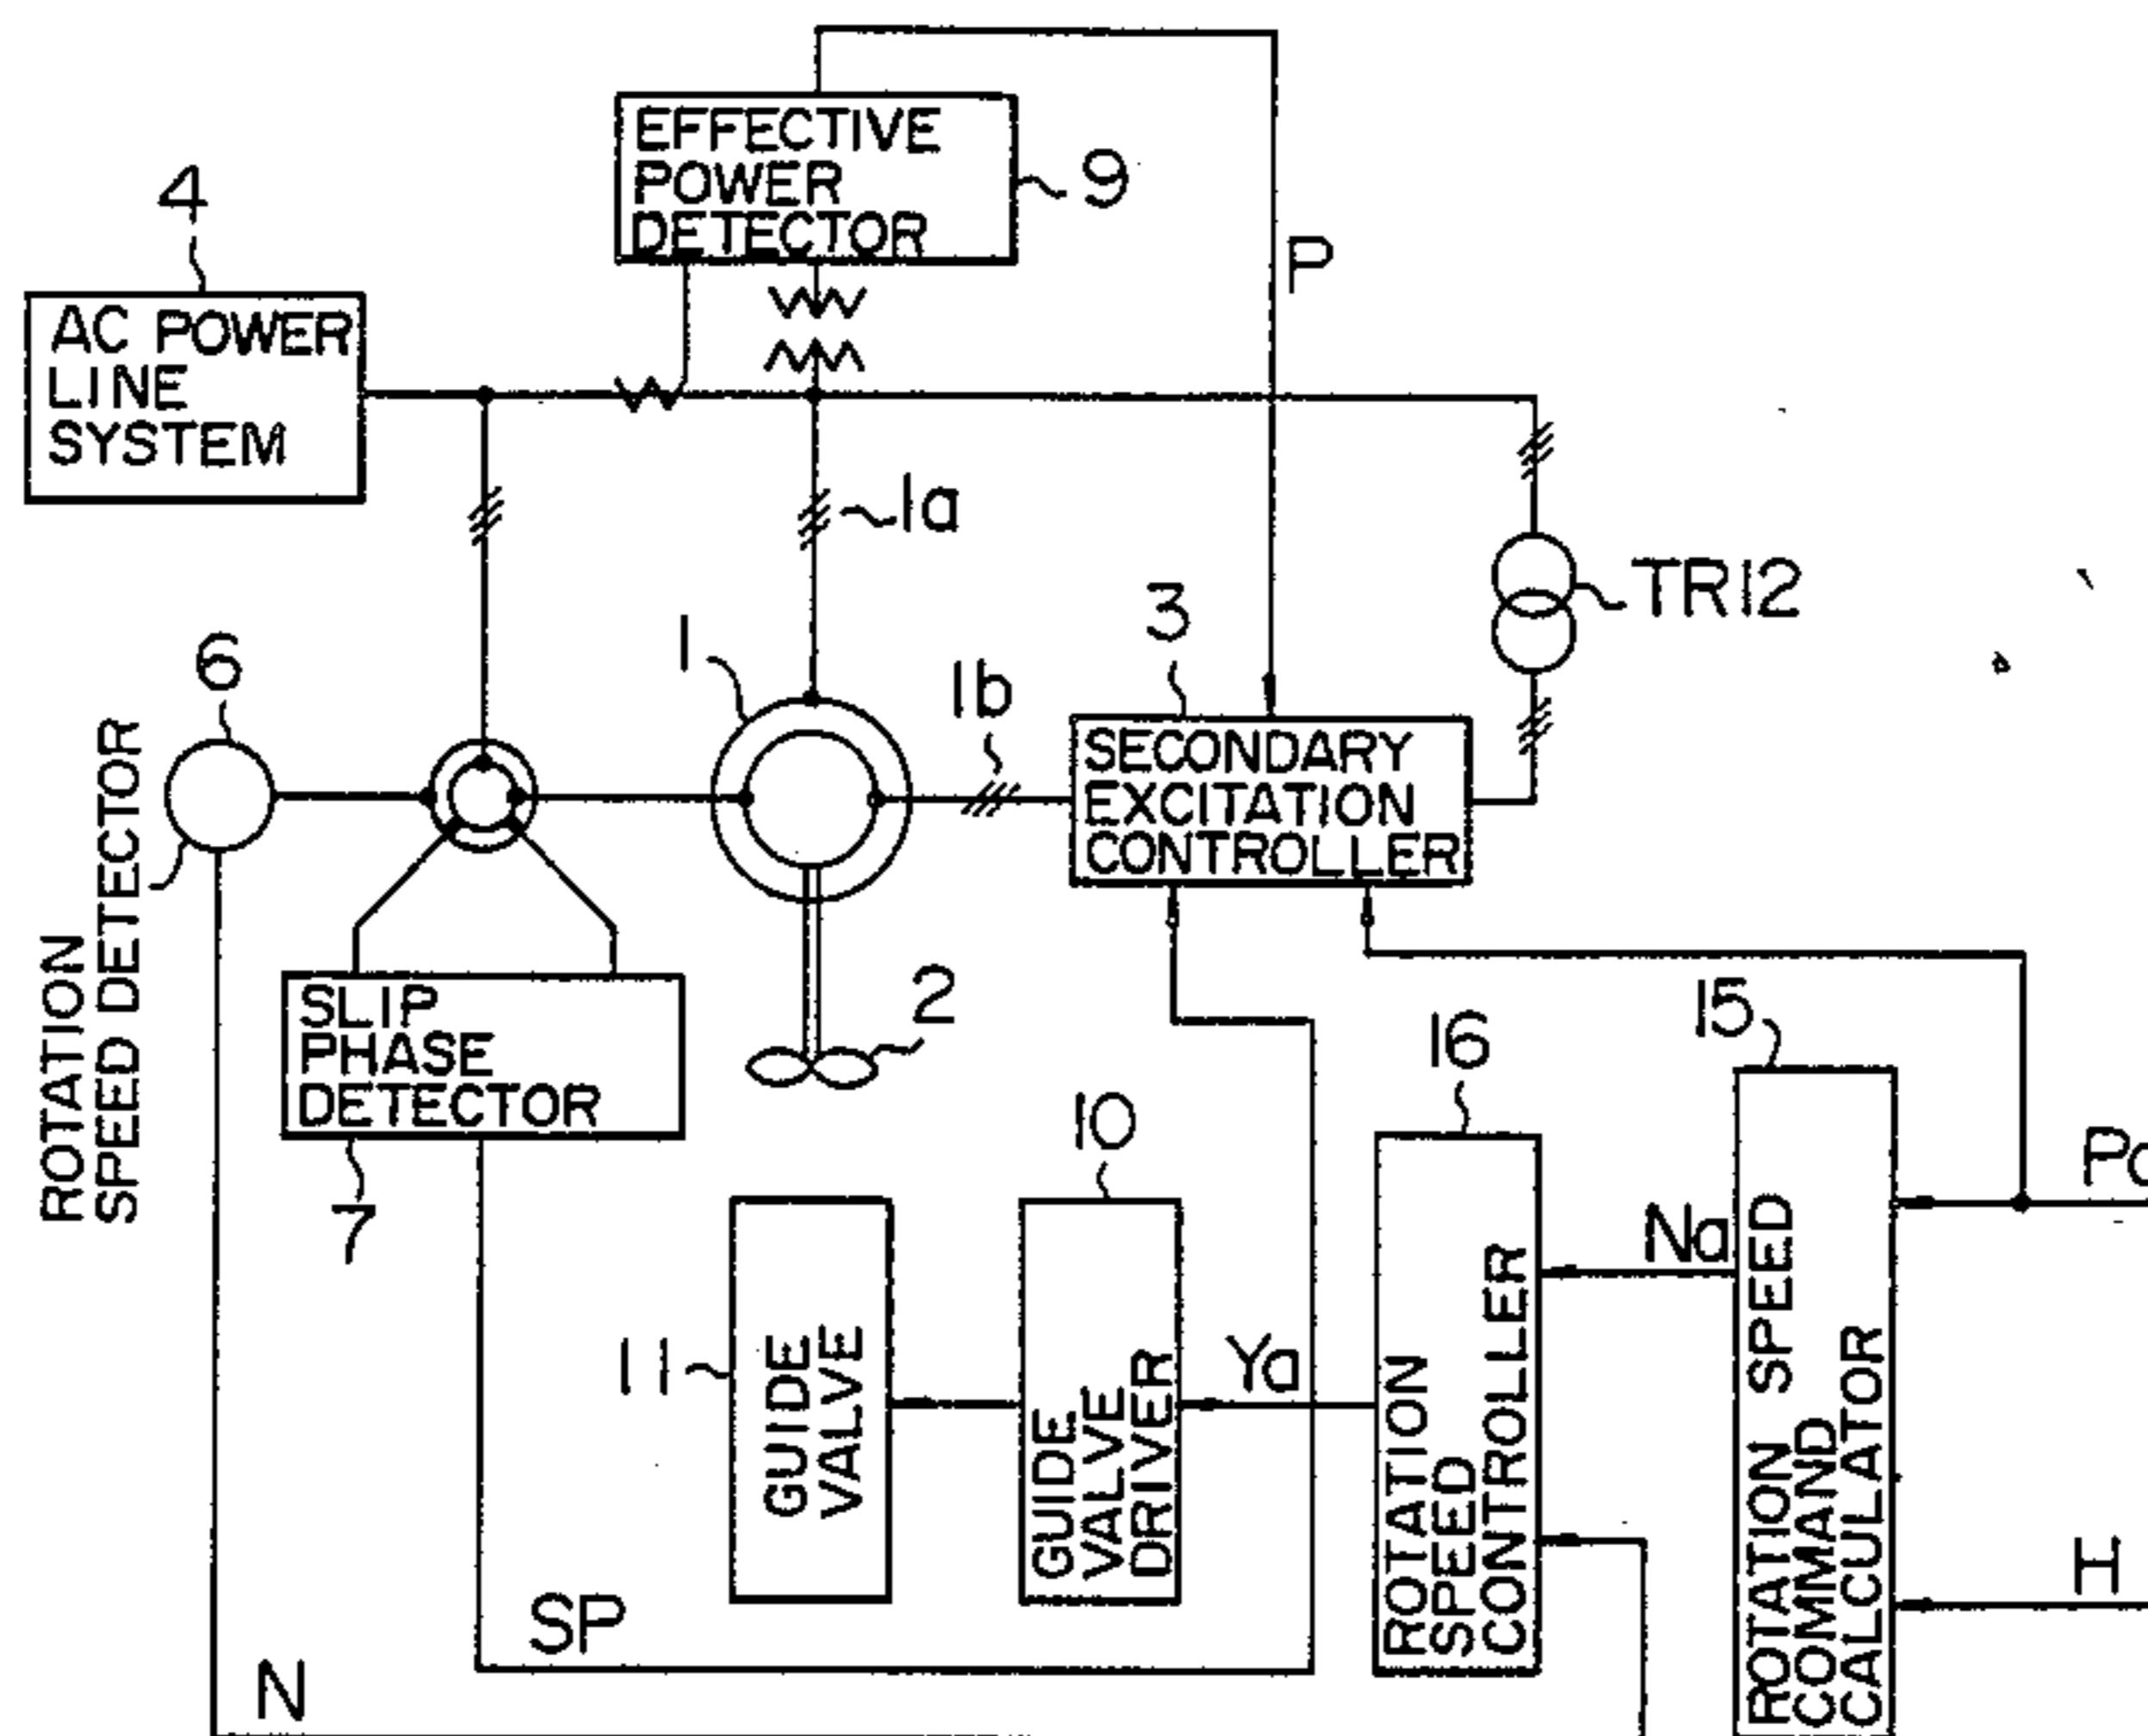 EFFECTIVE
POWER
DETECTOR
9
P
4
AC POWER
LINE
SYSTEM
1a
TR12
3
1
1b
6
SECONDARY
EXCITATION
CONTROLLER
ROTATION
SPEED DETECTOR
2
SLIP
PHASE
DETECTOR
7
15
16
10
Na
H
11
GUIDE
VALVE
GUIDE
VALVE
DRIVER
Ya
ROTATION
SPEED
CONTROLLER
ROTATION SPEED
COMMAND
CALCULATOR
SP
N